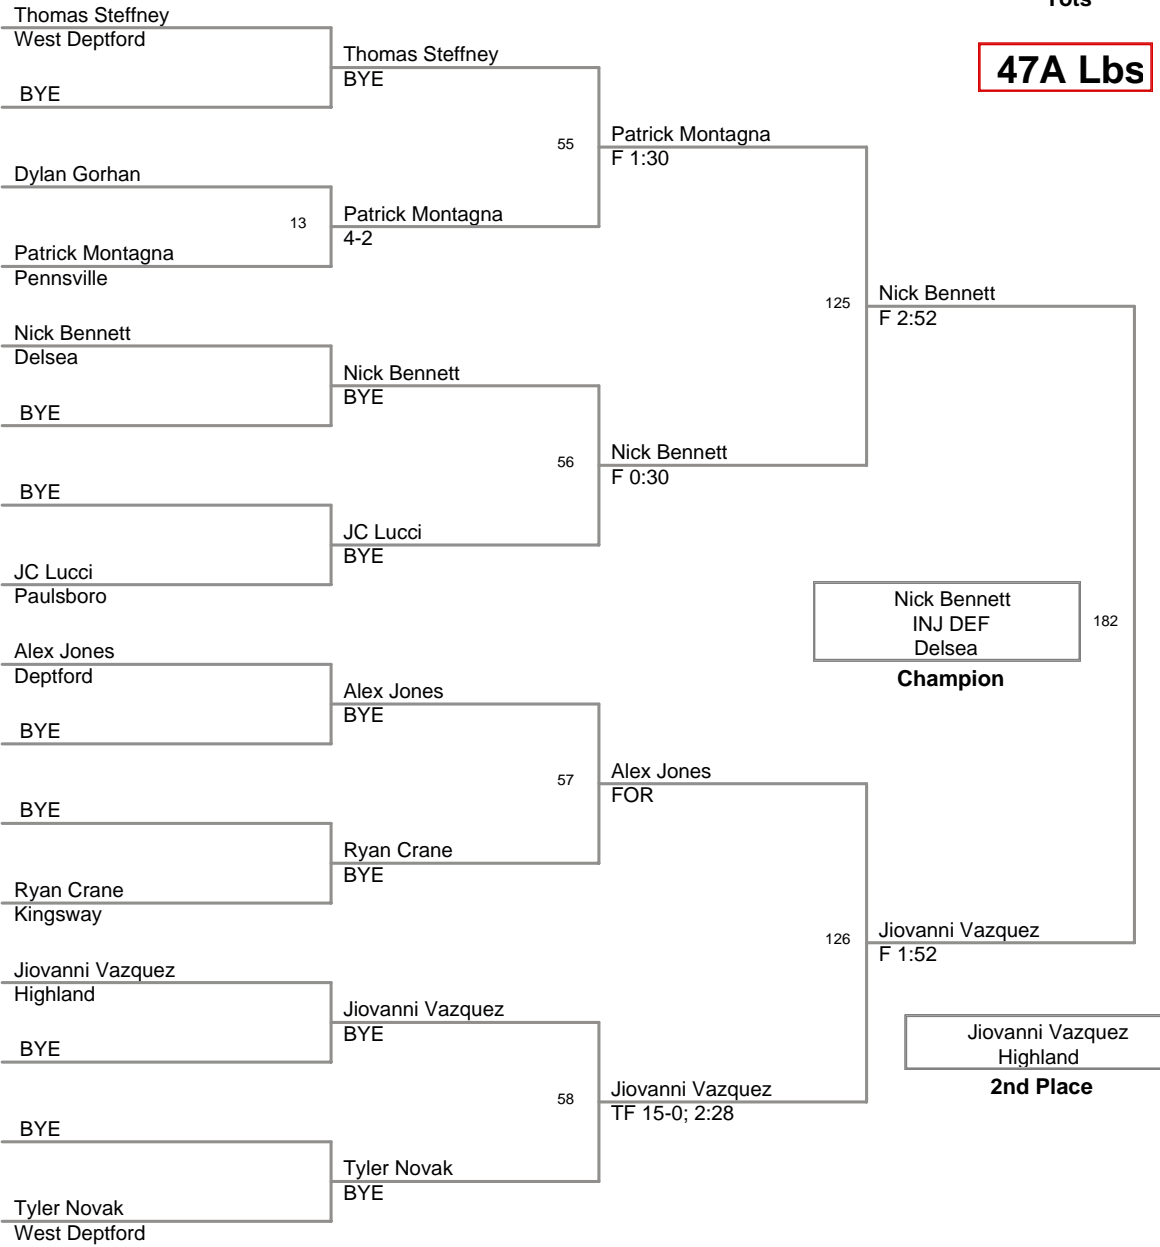 Tots
47A Lbs
Thomas Steffney
West Deptford
BYE
Dylan Gorhan
13
Patrick Montagna
Pennsville
Nick Bennett
Delsea
BYE
BYE
JC Lucci
Paulsboro
Alex Jones
Deptford
BYE
BYE
Ryan Crane
Kingsway
Jiovanni Vazquez
Highland
BYE
BYE
Tyler Novak
West Deptford
Thomas Steffney
BYE
55
Patrick Montagna
4-2
Nick Bennett
BYE
56
JC Lucci
BYE
Alex Jones
BYE
57
Ryan Crane
BYE
Jiovanni Vazquez
BYE
58
Tyler Novak
BYE
Patrick Montagna
F 1:30
125
Nick Bennett
F 0:30
Alex Jones
FOR
126
Jiovanni Vazquez
TF 15-0; 2:28
Nick Bennett
F 2:52
182
Jiovanni Vazquez
F 1:52
Nick Bennett
INJ DEF
Delsea
Champion
Jiovanni Vazquez
Highland
2nd Place